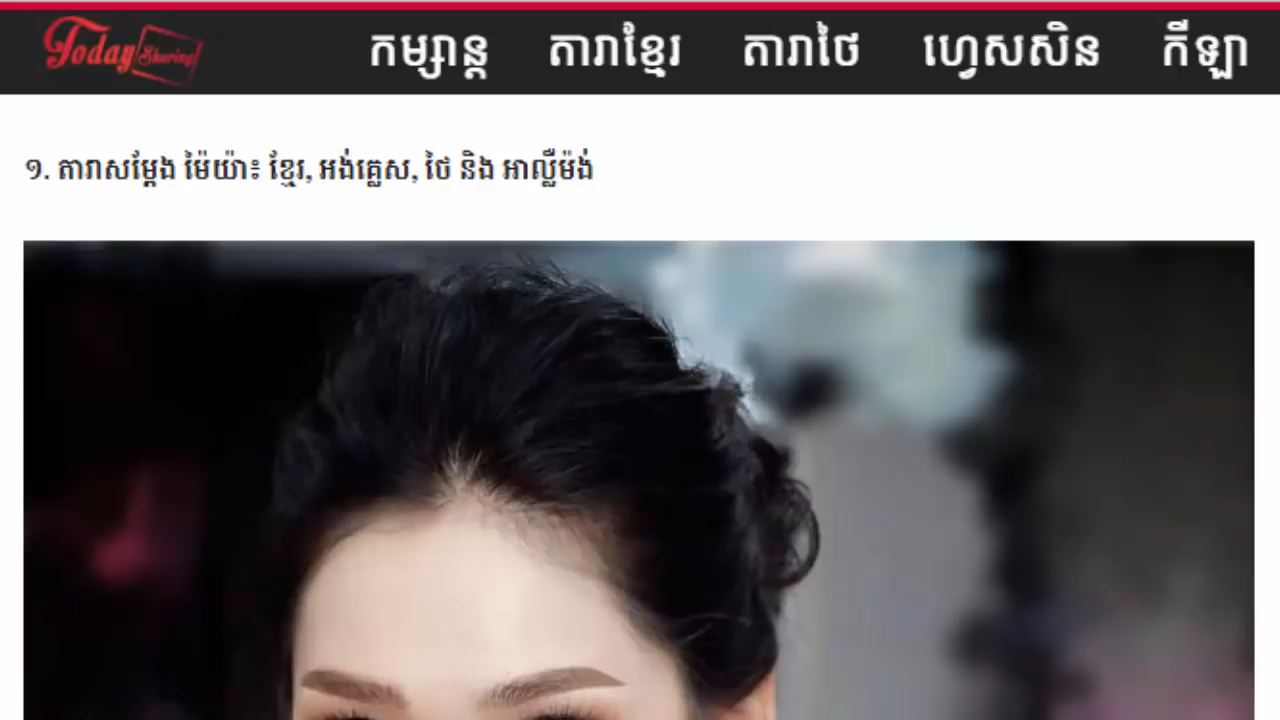 Today Sharing កម្សាន្ត តារាខ្មែរ តារាថៃ ហ្វេសសិន កីឡា
១. តារាសម្ដែង ម៉ៃយ៉ា៖ ខ្មែរ, អង់គ្លេស, ថៃ និង អាល្លឺម៉ង់